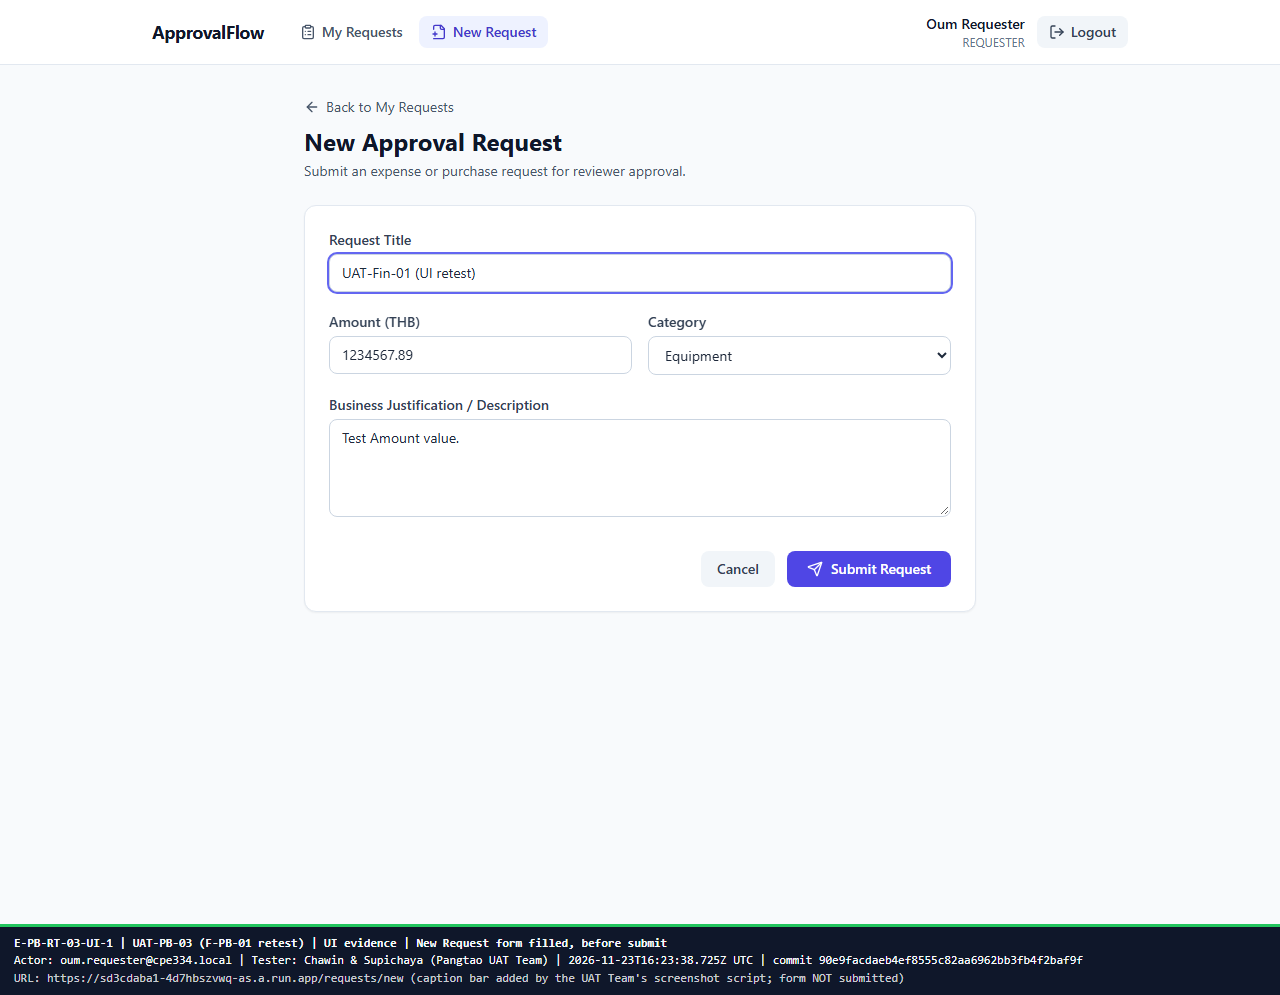 ApprovalFlow
My Requests
New Request
Oum Requester
REQUESTER
Logout
Back to My Requests
New Approval Request
Submit an expense or purchase request for reviewer approval.
Request Title
UAT-Fin-01 (UI retest)
Amount (THB)
Category
1234567.89
Equipment
Business Justification / Description
Test Amount value.
Cancel
Submit Request
E-PB-RT-03-UI-1 | UAT-PB-03 (F-PB-01 retest) | UI evidence | New Request form filled, before submit
Actor: oum.requester@cpe334.local | Tester: Chawin & Supichaya (Pangtao UAT Team) | 2026-11-23T16:23:38.725Z UTC | commit 90e9facdaeb4ef8555c82aa6962bb3fb4f2baf9f
URL: https://sd3cdaba1-4d7hbszvwq-as.a.run.app/requests/new (caption bar added by the UAT Team's screenshot script; form NOT submitted)